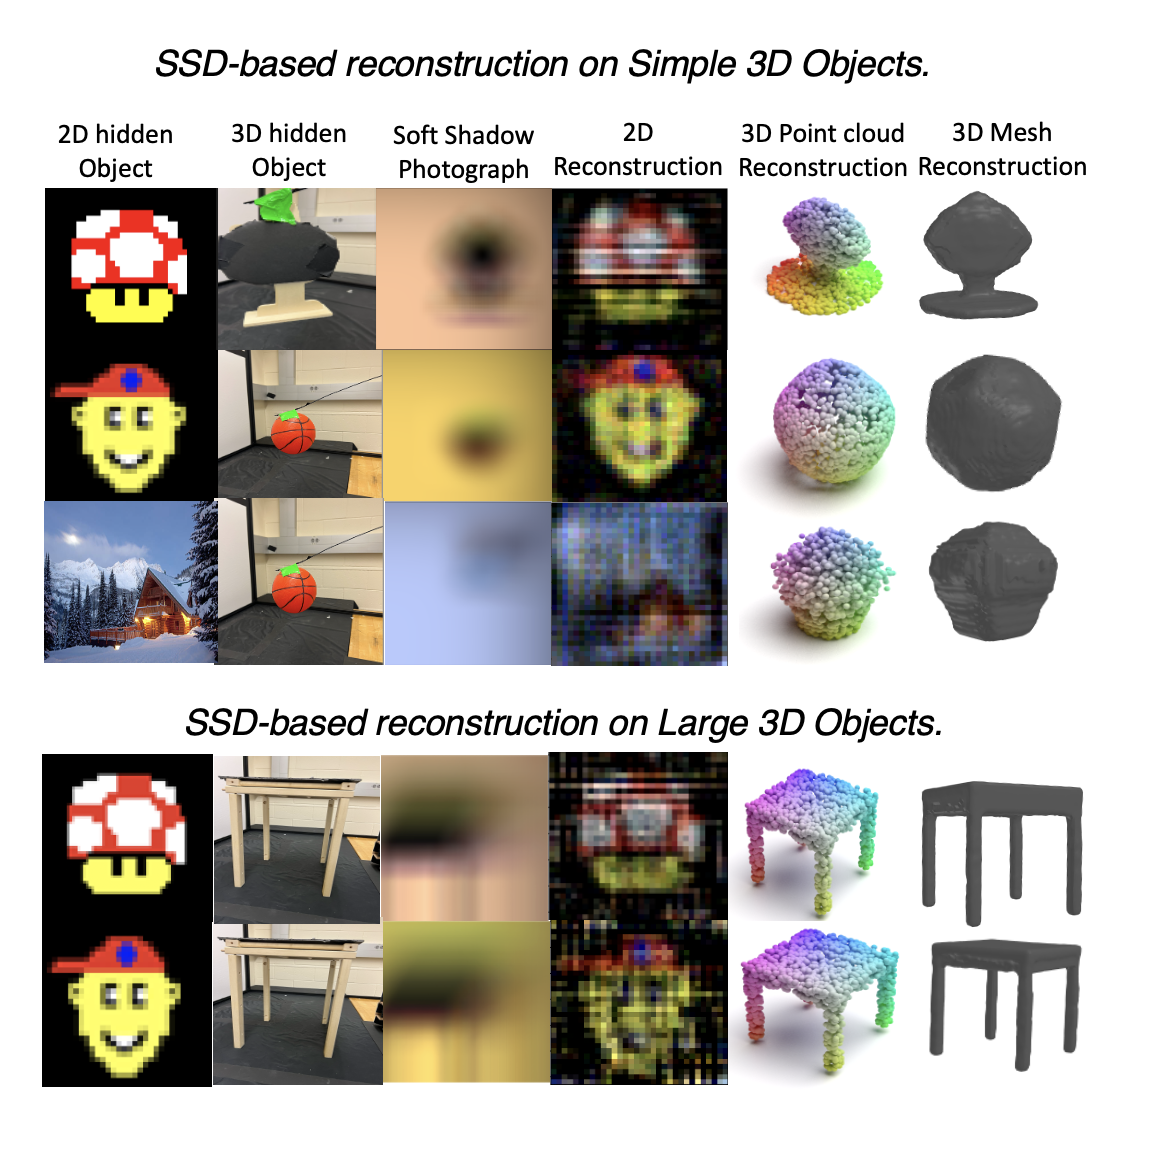 SSD-based reconstruction on Simple 3D Objects.
2D hidden Object
3D hidden Object
Soft Shadow Photograph
2D Reconstruction
3D Point cloud Reconstruction
3D Mesh Reconstruction
SSD-based reconstruction on Large 3D Objects.